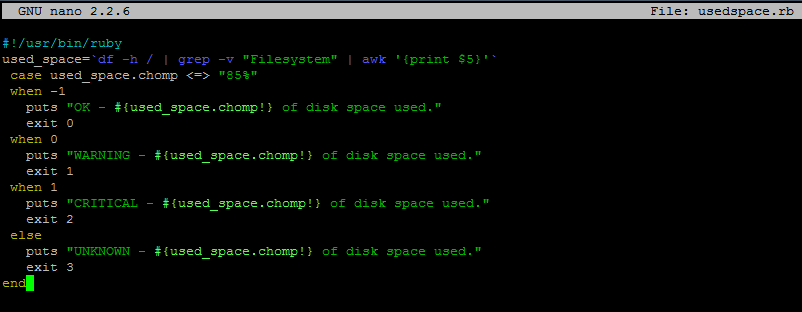 GNU nano 2.2.6 File: usedspace.rb
#!/usr/bin/ruby
used_space=`df -h / | grep -v "Filesystem" | awk '{print $5}'`
case used_space.chomp <=> "85%"
when -1
puts "OK - #{used_space.chomp!} of disk space used."
exit 0
when 0
puts "WARNING - #{used_space.chomp!} of disk space used."
exit 1
when 1
puts "CRITICAL - #{used_space.chomp!} of disk space used."
exit 2
else
puts "UNKNOWN - #{used_space.chomp!} of disk space used."
exit 3
end